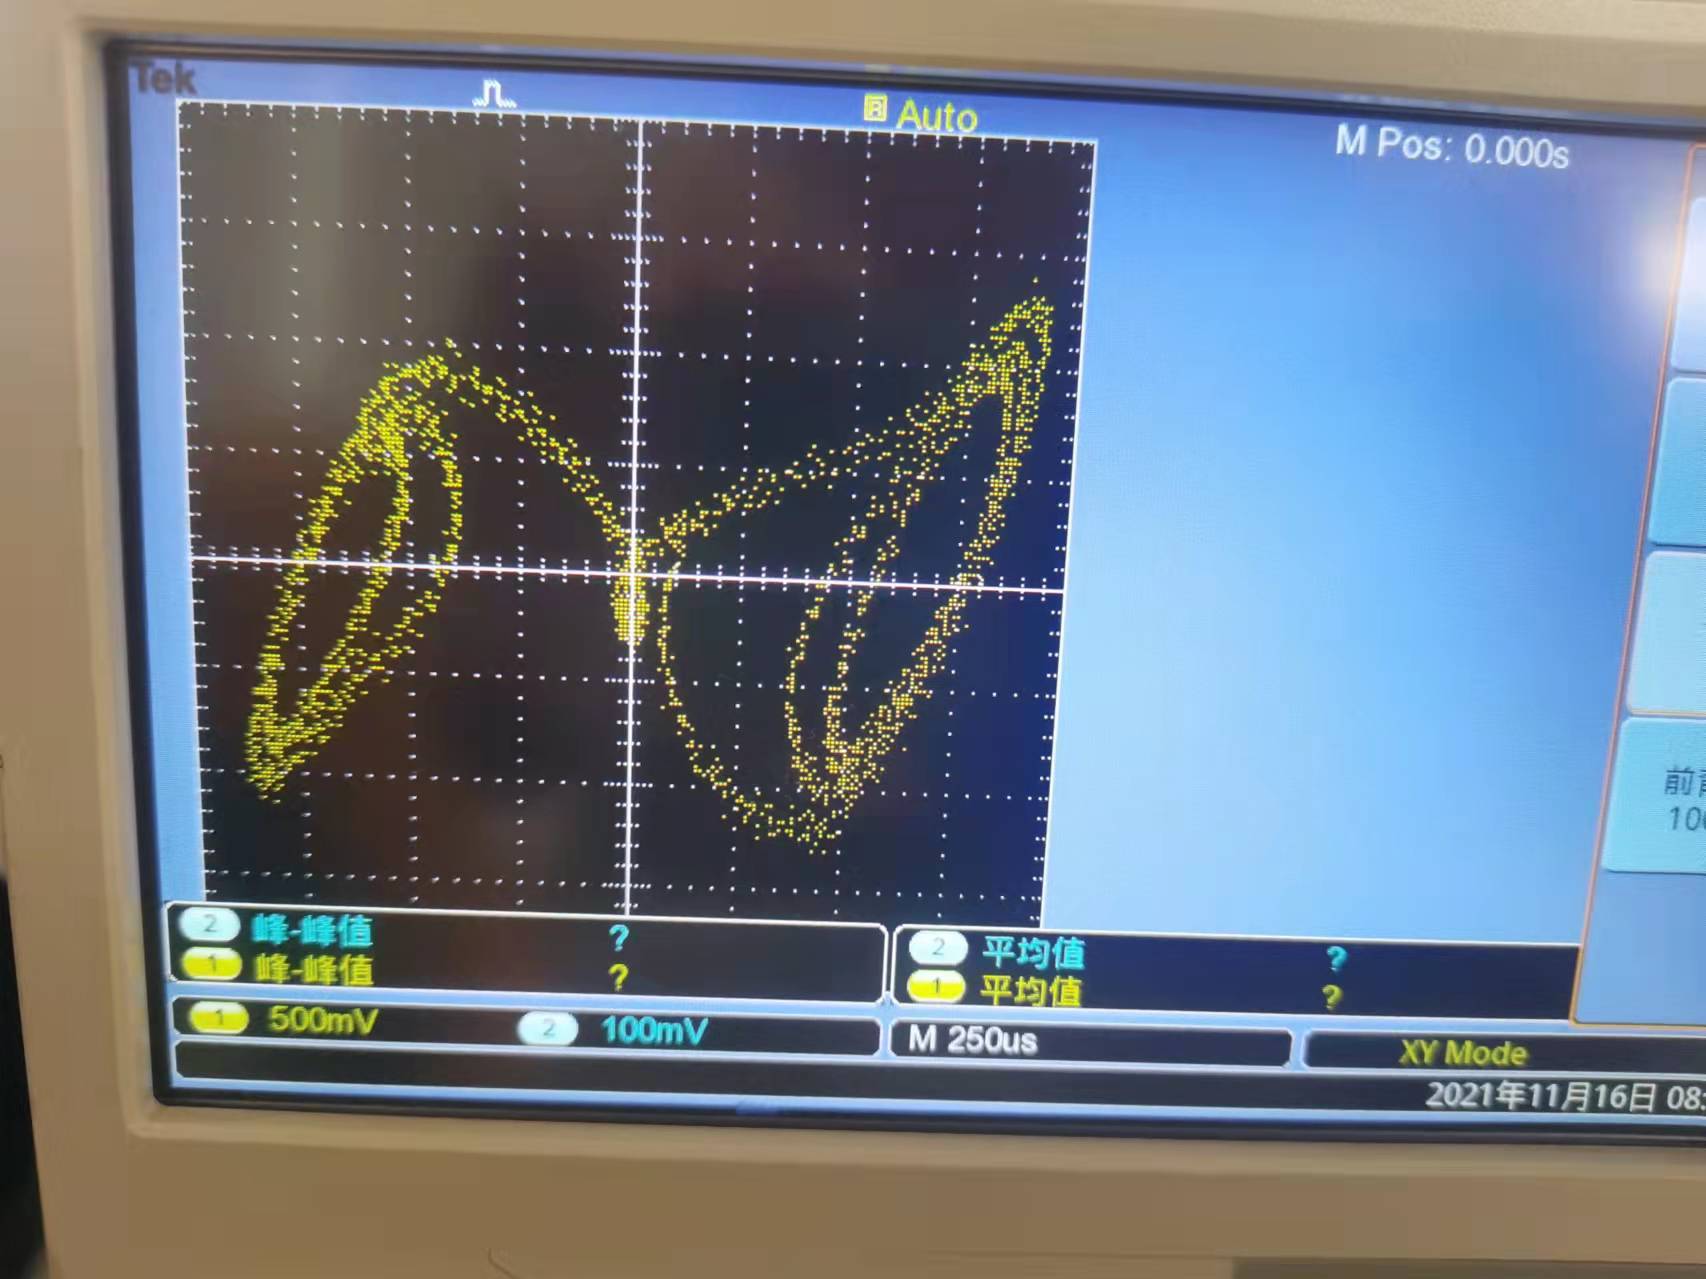 Tek
R Auto
M Pos: 0.000s
前
2 峰-峰值 ?
1 峰-峰值 ?
2 平均值 ?
1 平均值 ?
1 500mV 2 100mV M 250us XY Mode
2021年11月16日 08: